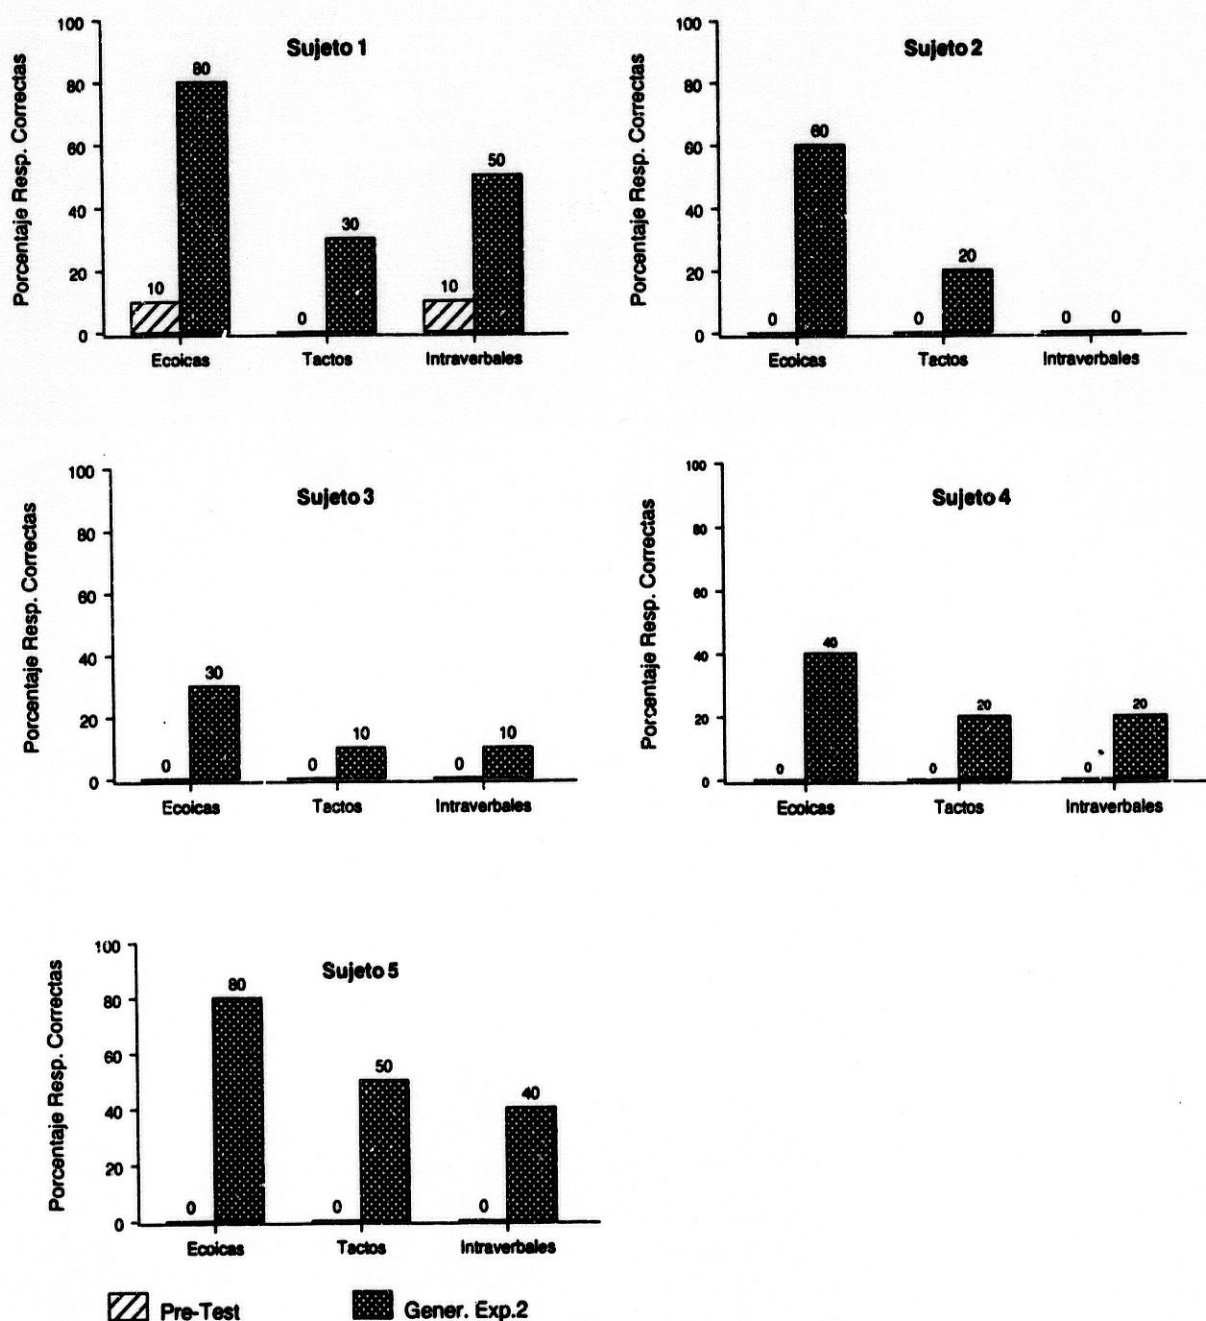 Sujeto 1
Porcentaje Resp. Correctas
100
80
60
40
20
0
10
80
0
30
10
50
Ecoicas
Tactos
Intraverbales
Sujeto 2
Porcentaje Resp. Correctas
100
80
60
40
20
0
0
60
0
20
0
0
Ecoicas
Tactos
Intraverbales
Sujeto 3
Porcentaje Resp. Correctas
100
80
60
40
20
0
0
30
0
10
0
10
Ecoicas
Tactos
Intraverbales
Sujeto 4
Porcentaje Resp. Correctas
100
80
60
40
20
0
0
40
0
20
0
20
Ecoicas
Tactos
Intraverbales
Sujeto 5
Porcentaje Resp. Correctas
100
80
60
40
20
0
0
80
0
50
0
40
Ecoicas
Tactos
Intraverbales
Pre-Test
Gener. Exp.2